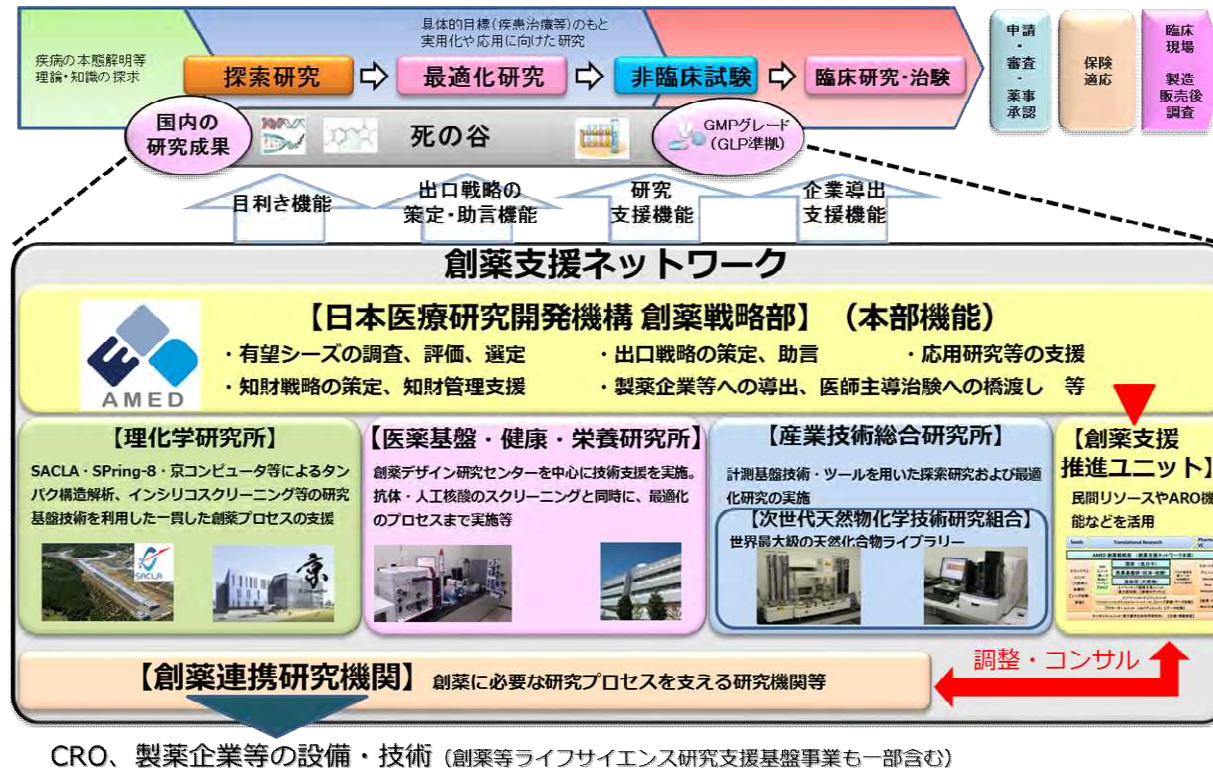 具体的目標(疾患治療等)のもと
実用化や応用に向けた研究
疾病の本態解明等
理論・知識の探求
探索研究
最適化研究
非臨床試験
臨床研究・治験
申請・審査・薬事承認
保険
適応
臨床
現場
製造
販売後
調査
国内の
研究成果
死の谷
GMPグレード
(GLP準拠)
目利き機能
出口戦略の
策定・助言機能
研究
支援機能
企業導出
支援機能
創薬支援ネットワーク
【日本医療研究開発機構 創薬戦略部】（本部機能）
・有望シーズの調査、評価、選定 ・出口戦略の策定、助言 ・応用研究等の支援
・知財戦略の策定、知財管理支援 ・製薬企業等への導出、医師主導治験への橋渡し 等
AMED
【理化学研究所】
SACLA・SPring-8・京コンピュータ等によるタン
パク構造解析、インシリコスクリーニング等の研究
基盤技術を利用した一貫した創薬プロセスの支援
SACLA
京
【医薬基盤・健康・栄養研究所】
創薬デザイン研究センターを中心に技術支援を実施。
抗体・人工核酸のスクリーニングと同時に、最適化
のプロセスまで実施等
【産業技術総合研究所】
計測基盤技術・ツールを用いた探索研究および最適
化研究の実施
【次世代天然物化学技術研究組合】
世界最大級の天然化合物ライブラリー
【創薬支援
推進ユニット】
民間リソースやARO機
能などを活用
Seeds Translational Research
調整・コンサル
【創薬連携研究機関】創薬に必要な研究プロセスを支える研究機関等
CRO、製薬企業等の設備・技術（創薬等ライフサイエンス研究支援基盤事業も一部含む）